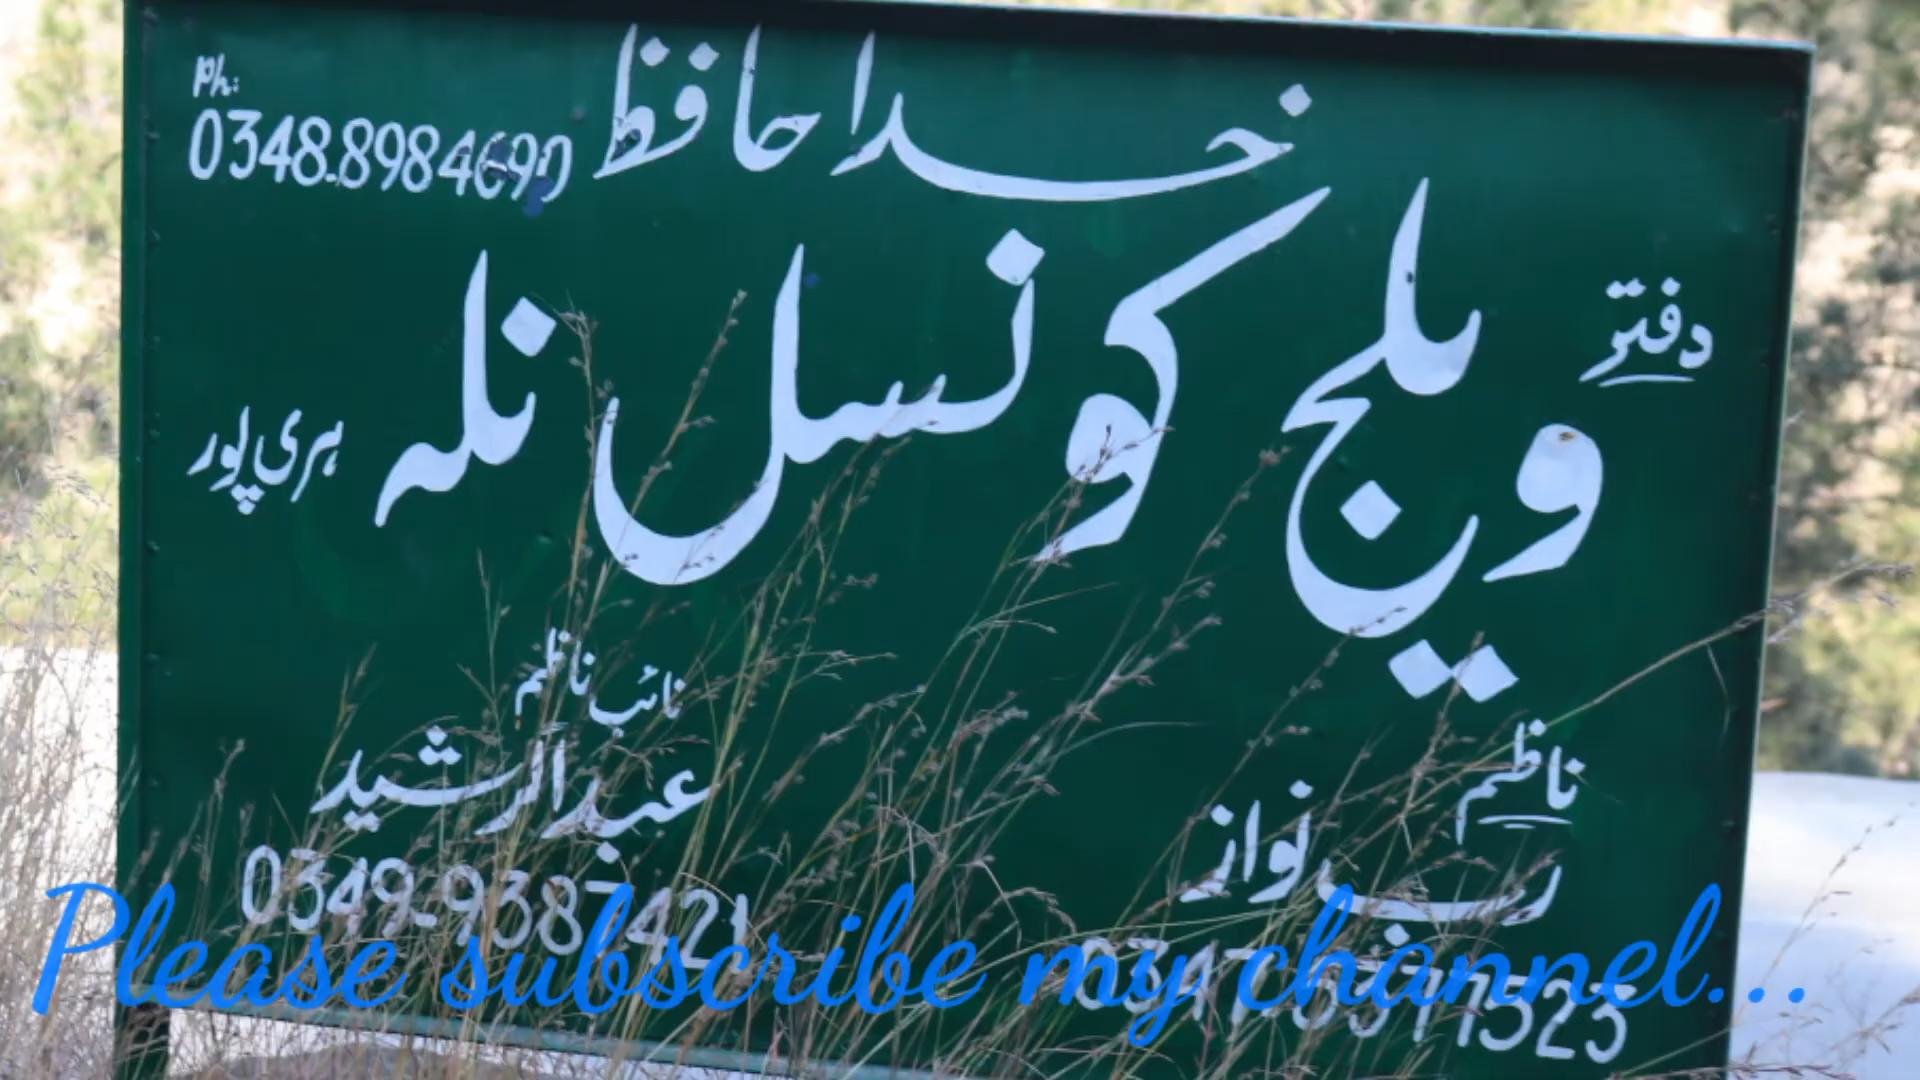 خدا حافظ
Ph:
0348.8984690
دفتر
ویلج کونسل نلہ
ہری پور
ناظم
رب نواز
نائب ناظم
عبدالرشید
0349-9387421
Please subscribe my channel...